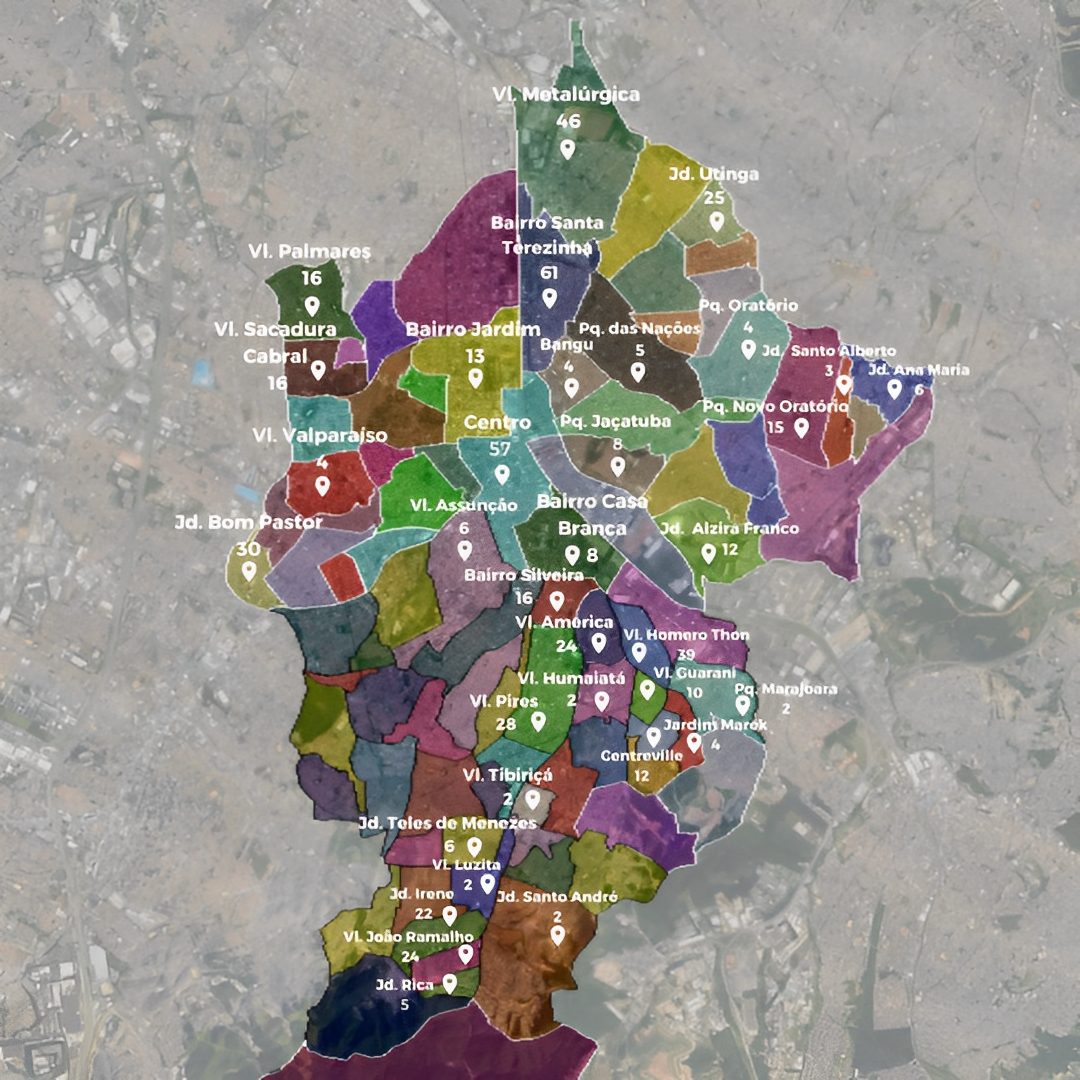 Vl. Metalúrgica
46
Jd. Utinga
25
Bairro Santa
Terezinha
61
Vl. Palmares
16
Pq. Oratório
4
Vl. Sacadura
Cabral
16
Bairro Jardim
13
Pq. das Nações
5
Bangu
4
Jd. Santo Alberto
3
Jd. Ana Maria
6
Pq. Novo Oratório
15
Centro
57
Pq. Jaçatuba
8
Vl. Valparaíso
4
Vl. Assunção
6
Bairro Casa
Branca
8
Jd. Bom Pastor
30
Jd. Alzira Franco
12
Bairro Silveira
16
Vl. América
24
Vl. Homero Thon
39
Vl. Guarani
10
Vl. Humaiatá
2
Pq. Marajoara
2
Vl. Pires
28
Jardim Marek
4
Centreville
12
Vl. Tibiriçá
2
Jd. Teles de Menezes
6
Vl. Luzita
2
Jd. Irene
22
Jd. Santo André
2
Vl. João Ramalho
24
Jd. Rica
5